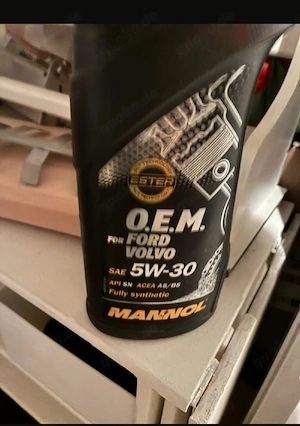 ESTER
O.E.M.
FOR FORD
VOLVO
SAE 5W-30
API SN ACEA A5/B5
Fully synthetic
MANNOL